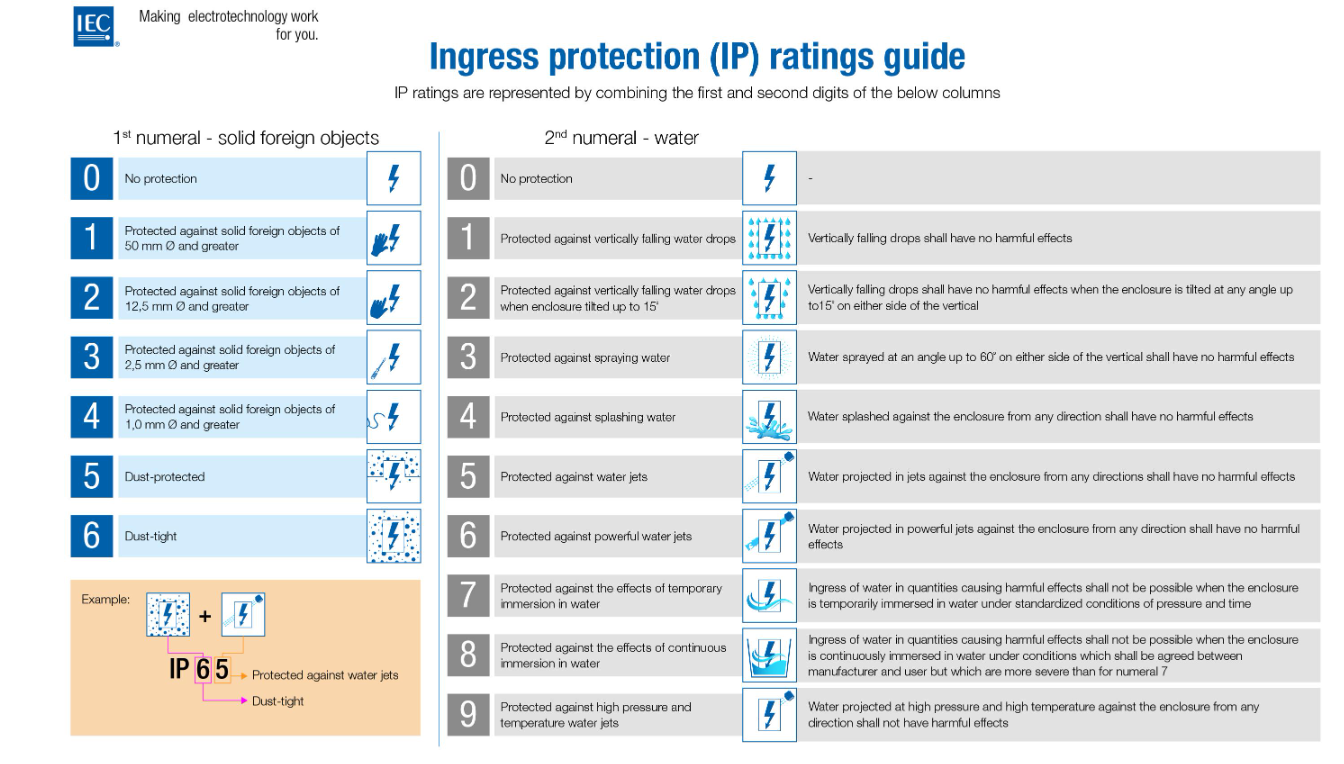 IEC
®
Making electrotechnology work
for you.
Ingress protection (IP) ratings guide
IP ratings are represented by combining the first and second digits of the below columns
1st numeral - solid foreign objects
0
No protection
1
Protected against solid foreign objects of
50 mm Ø and greater
2
Protected against solid foreign objects of
12,5 mm Ø and greater
3
Protected against solid foreign objects of
2,5 mm Ø and greater
4
Protected against solid foreign objects of
1,0 mm Ø and greater
5
Dust-protected
6
Dust-tight
Example:
+
IP 65
Protected against water jets
Dust-tight
2nd numeral - water
0
No protection
-
1
Protected against vertically falling water drops
Vertically falling drops shall have no harmful effects
2
Protected against vertically falling water drops
when enclosure tilted up to 15°
Vertically falling drops shall have no harmful effects when the enclosure is tilted at any angle up
to15° on either side of the vertical
3
Protected against spraying water
Water sprayed at an angle up to 60° on either side of the vertical shall have no harmful effects
4
Protected against splashing water
Water splashed against the enclosure from any direction shall have no harmful effects
5
Protected against water jets
Water projected in jets against the enclosure from any directions shall have no harmful effects
6
Protected against powerful water jets
Water projected in powerful jets against the enclosure from any direction shall have no harmful
effects
7
Protected against the effects of temporary
immersion in water
Ingress of water in quantities causing harmful effects shall not be possible when the enclosure
is temporarily immersed in water under standardized conditions of pressure and time
8
Protected against the effects of continuous
immersion in water
Ingress of water in quantities causing harmful effects shall not be possible when the enclosure
is continuously immersed in water under conditions which shall be agreed between
manufacturer and user but which are more severe than for numeral 7
9
Protected against high pressure and
temperature water jets
Water projected at high pressure and high temperature against the enclosure from any
direction shall not have harmful effects